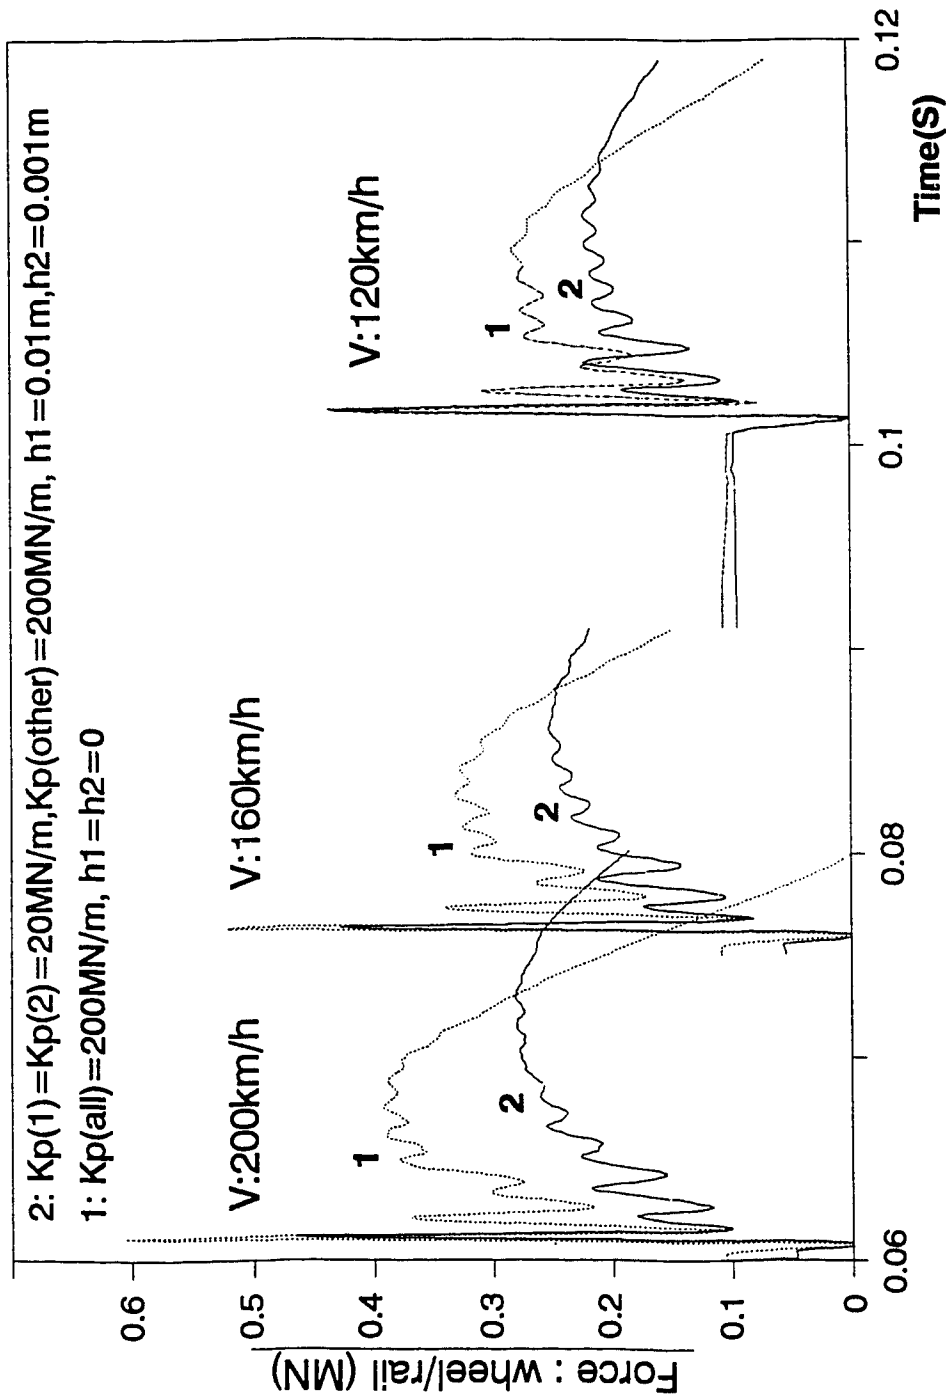 2: Kp(1)=Kp(2)=20MN/m,Kp(other)=200MN/m, h1=0.01m,h2=0.001m
1: Kp(all)=200MN/m, h1=h2=0
V:200km/h
V:160km/h
V:120km/h
1
2
1
2
1
2
Force : wheel/rail (MN)
0.6
0.5
0.4
0.3
0.2
0.1
0
0.06
0.08
0.1
0.12
Time(S)